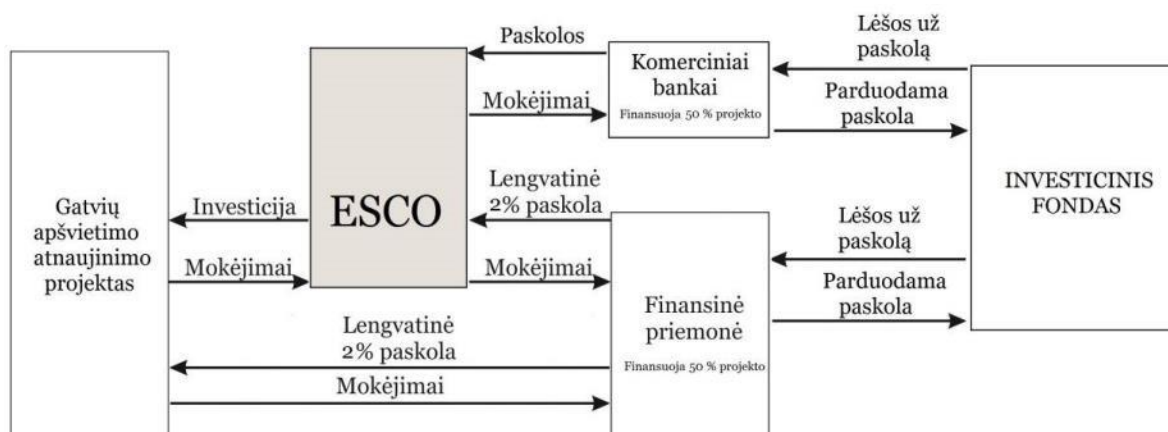 Gatvių
apšvietimo
atnaujinimo
projektas
Investicija
Mokėjimai
ESCO
Paskolos
Mokėjimai
Lengvatinė
2% paskola
Mokėjimai
Lengvatinė
2% paskola
Mokėjimai
Komerciniai
bankai
Finansuoja 50 % projekto
Finansinė
priemonė
Finansuoja 50 % projekto
Lėšos už
paskolą
Parduodama
paskola
Lėšos už
paskolą
Parduodama
paskola
INVESTICINIS
FONDAS